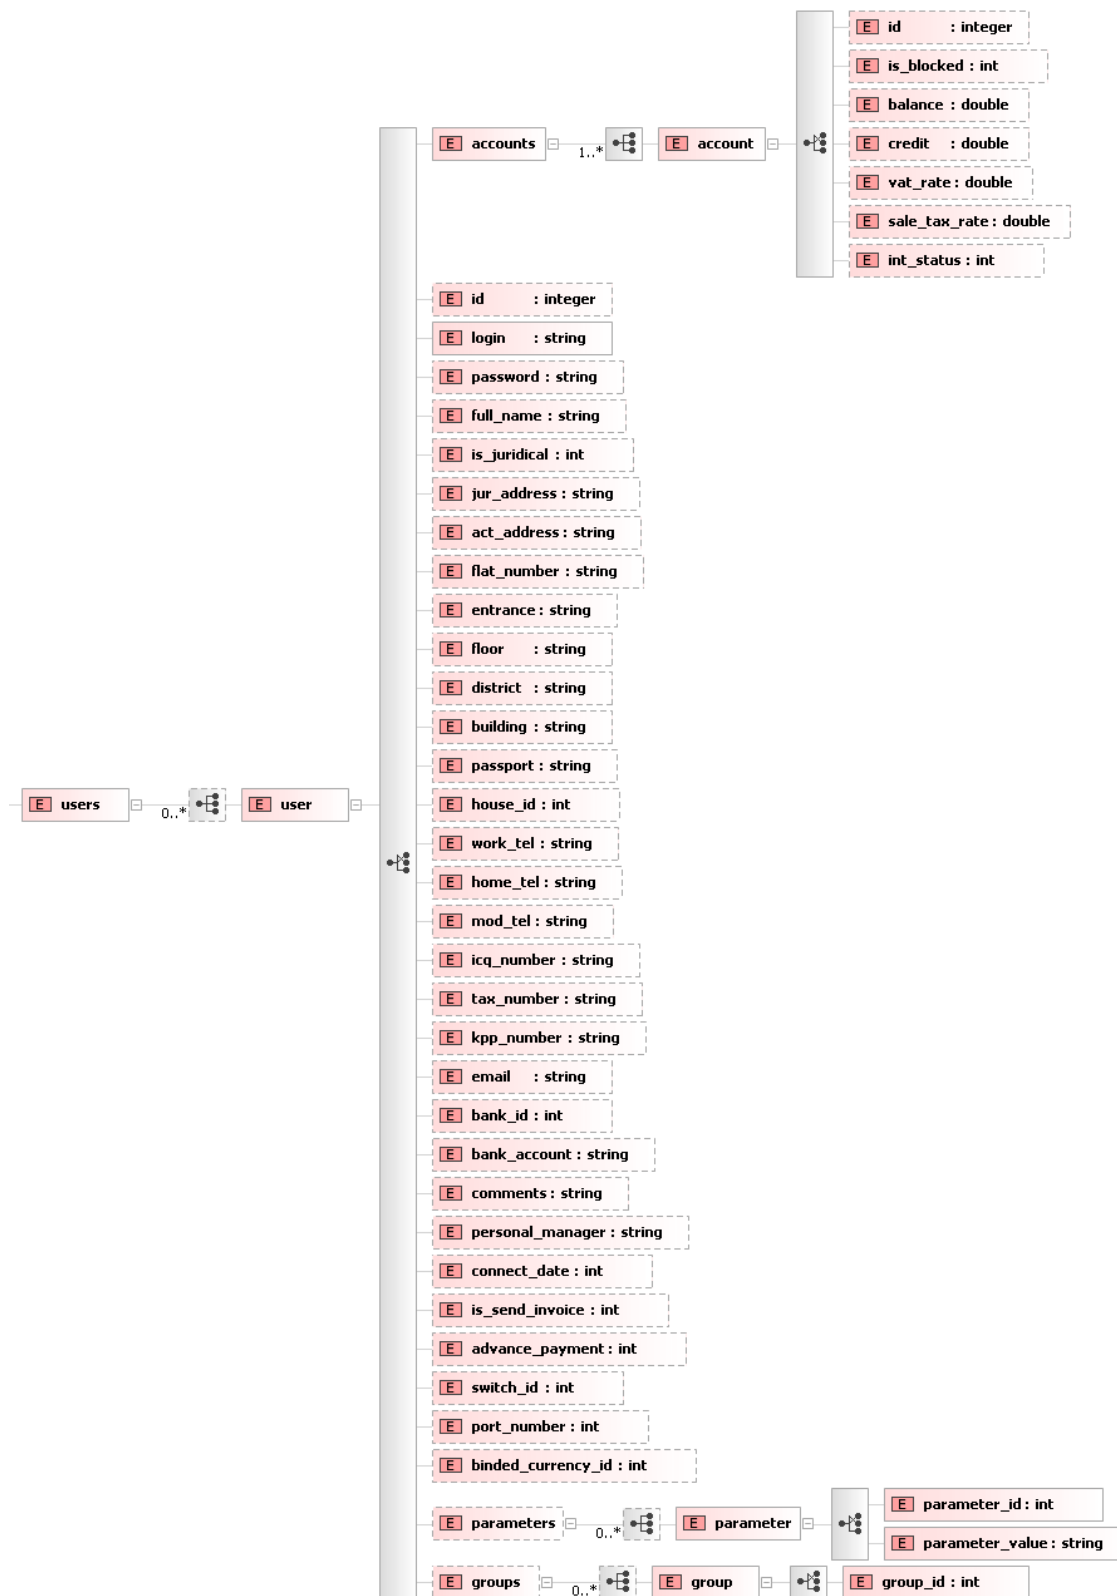 E id : integer
E is_blocked : int
E balance : double
E accounts 1..* E account E credit : double
E vat_rate : double
E sale_tax_rate : double
E int_status : int
E id : integer
E login : string
E password : string
E full_name : string
E is_juridical : int
E jur_address : string
E act_address : string
E flat_number : string
E entrance : string
E floor : string
E district : string
E building : string
E passport : string
E users 0..* E user E house_id : int
E work_tel : string
E home_tel : string
E mod_tel : string
E icq_number : string
E tax_number : string
E kpp_number : string
E email : string
E bank_id : int
E bank_account : string
E comments : string
E personal_manager : string
E connect_date : int
E is_send_invoice : int
E advance_payment : int
E switch_id : int
E port_number : int
E binded_currency_id : int
E parameter_id : int
E parameters 0..* E parameter
E parameter_value : string
E groups 0..* E group E group_id : int